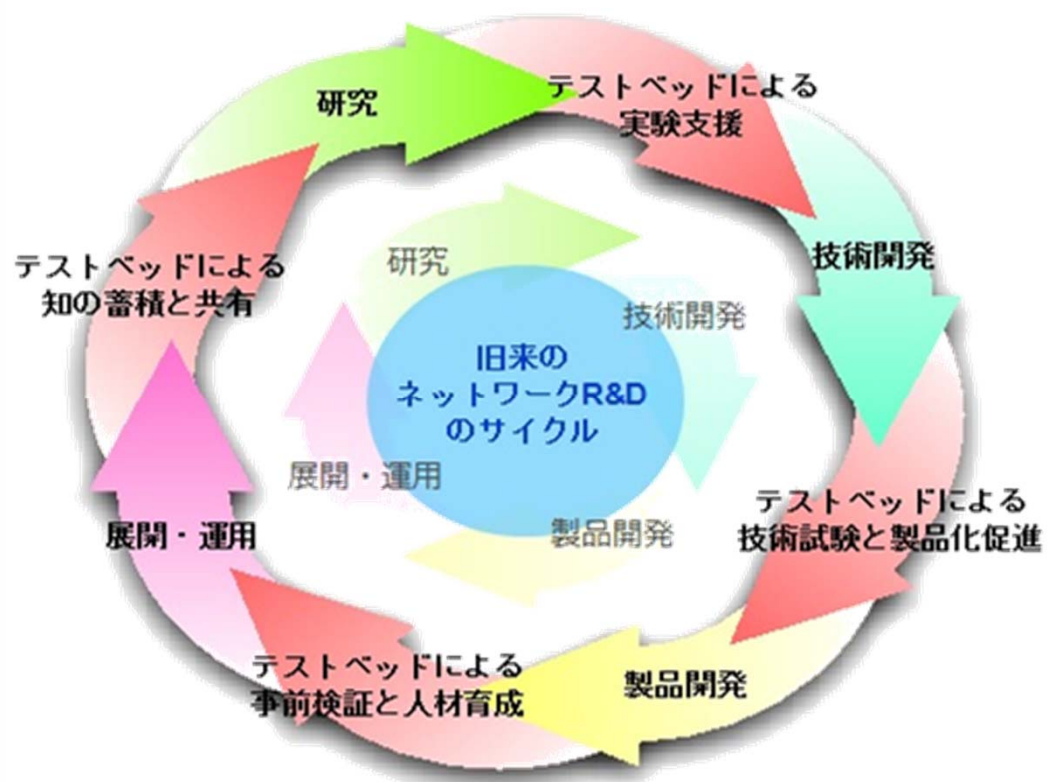 研究
テストベッドによる
実験支援
技術開発
テストベッドによる
技術試験と製品化促進
製品開発
テストベッドによる
事前検証と人材育成
展開・運用
テストベッドによる
知の蓄積と共有
研究
技術開発
製品開発
展開・運用
旧来の
ネットワークR&D
のサイクル